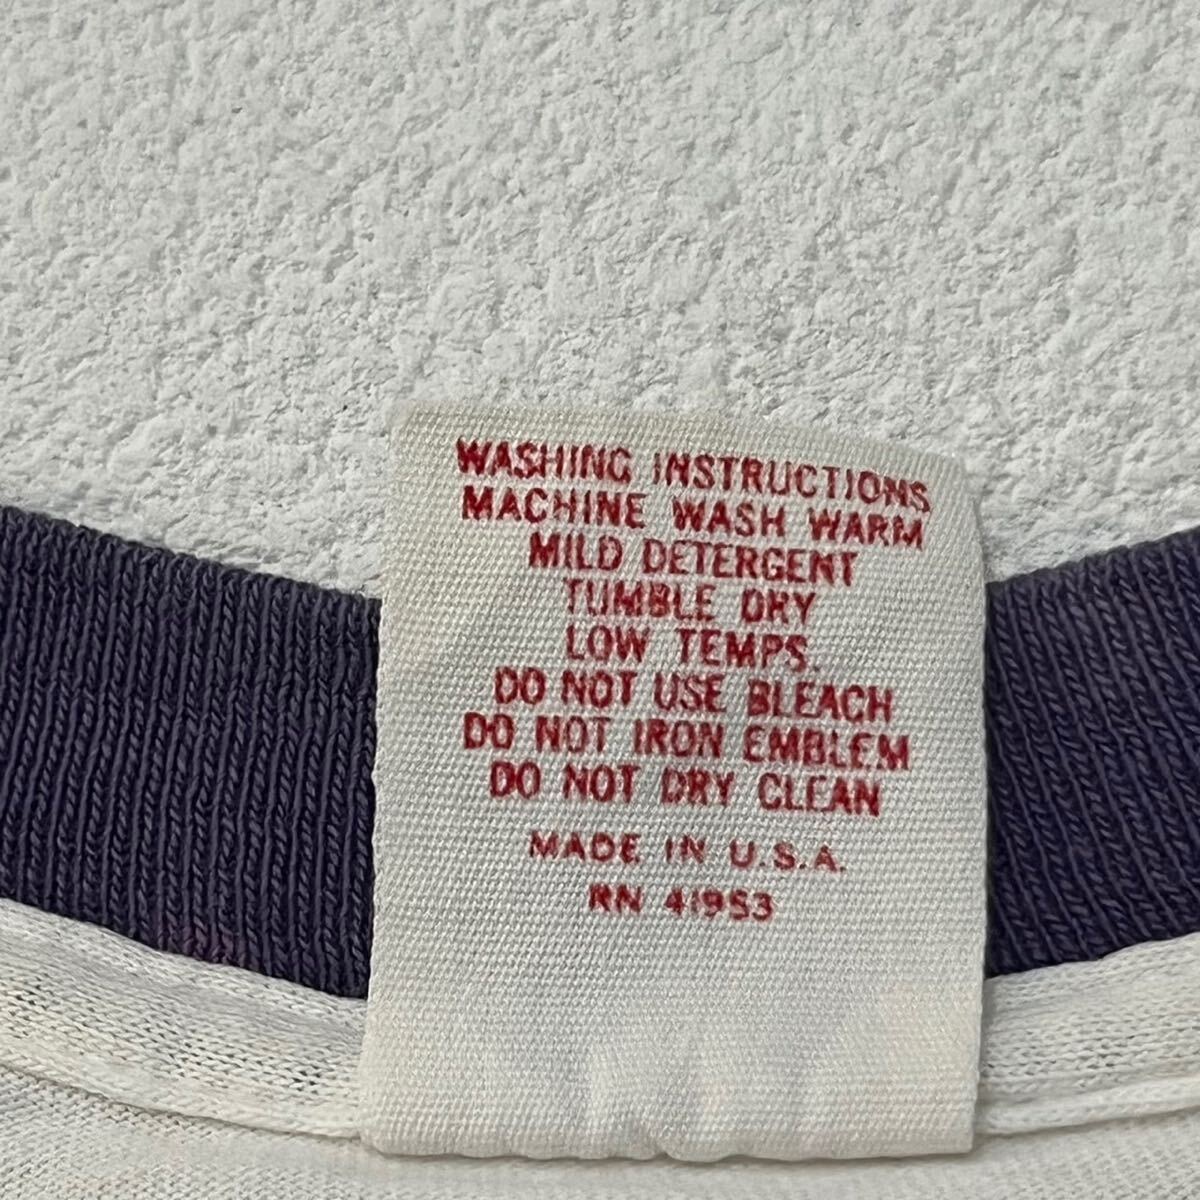 WASHING INSTRUCTIONS
MACHINE WASH WARM
MILD DETERGENT
TUMBLE DRY
LOW TEMPS.
DO NOT USE BLEACH
DO NOT IRON EMBLEM
DO NOT DRY CLEAN
MADE IN U.S.A.
RN 41953